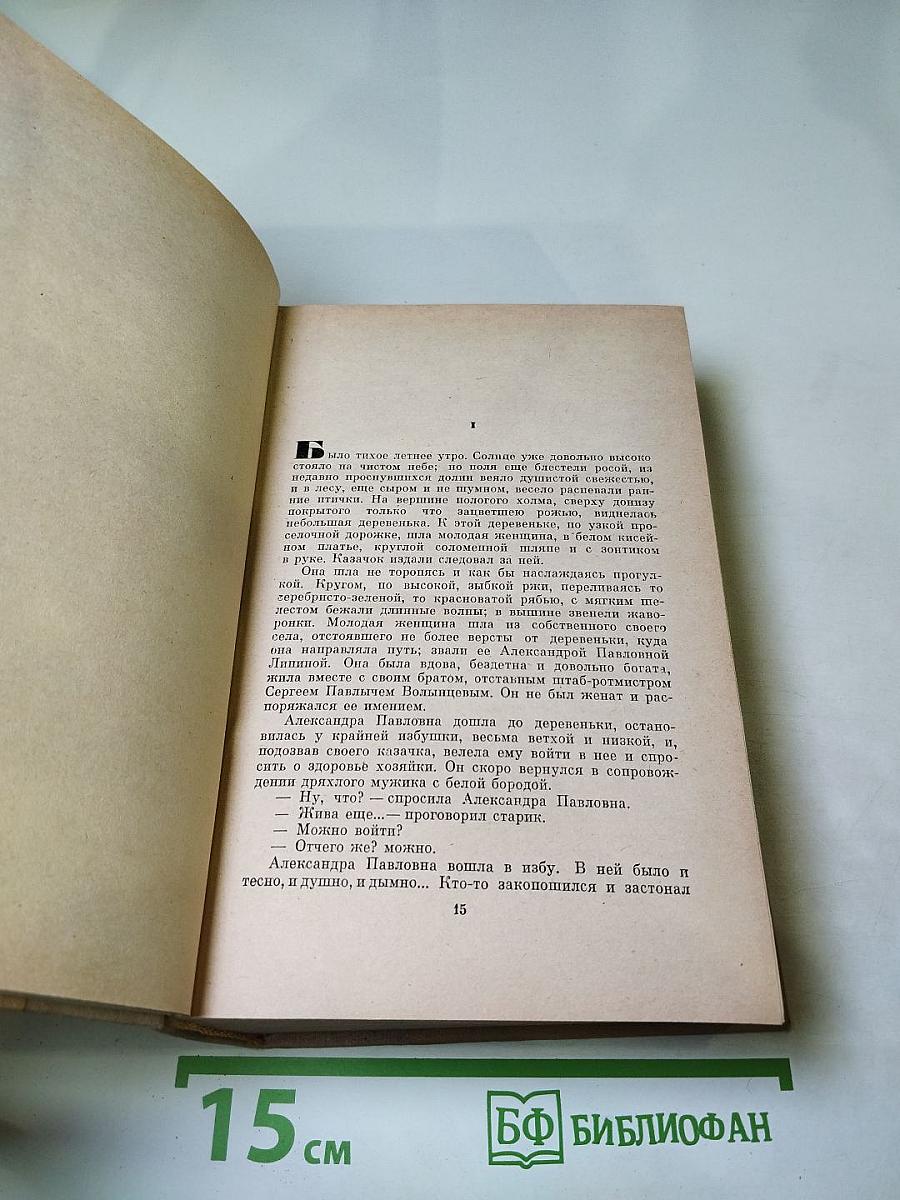 I
Было тихое летнее утро. Солнце уже довольно высоко
стояло на чистом небе; но поля еще блестели росой, из
недавно проснувшихся долин веяло душистой свежестью,
и в лесу, еще сыром и не шумном, весело распевали ран-
ние птички. На вершине пологого холма, сверху донизу
покрытого только что зацветшею рожью, виднелась
небольшая деревенька. К этой деревеньке, по узкой про-
селочной дорожке, шла молодая женщина, в белом кисей-
ном платье, круглой соломенной шляпе и с зонтиком
в руке. Казачок издали следовал за ней.
Она шла не торопясь и как бы наслаждаясь прогул-
кой. Кругом, по высокой, зыбкой ржи, переливаясь то
серебристо-зеленой, то красноватой рябью, с мягким ше-
лестом бежали длинные волны; в вышине звенели жаво-
ронки. Молодая женщина шла из собственного своего
села, отстоявшего не более версты от деревеньки, куда
она направляла путь; звали ее Александрой Павловной
Липиной. Она была вдова, бездетна и довольно богата,
жила вместе с своим братом, отставным штаб-ротмистром
Сергеем Павлычем Волынцевым. Он не был женат и рас-
поряжался ее имением.
Александра Павловна дошла до деревеньки, остано-
вилась у крайней избушки, весьма ветхой и низкой, и,
подозвав своего казачка, велела ему войти в нее и спро-
сить о здоровье хозяйки. Он скоро вернулся в сопровож-
дении дряхлого мужика с белой бородой.
— Ну, что? — спросила Александра Павловна.
— Жива еще...— проговорил старик.
— Можно войти?
— Отчего же? можно.
Александра Павловна вошла в избу. В ней было и
тесно, и душно, и дымно... Кто-то закопошился и застонал
15
15 см
БФ БИБЛИОФАН